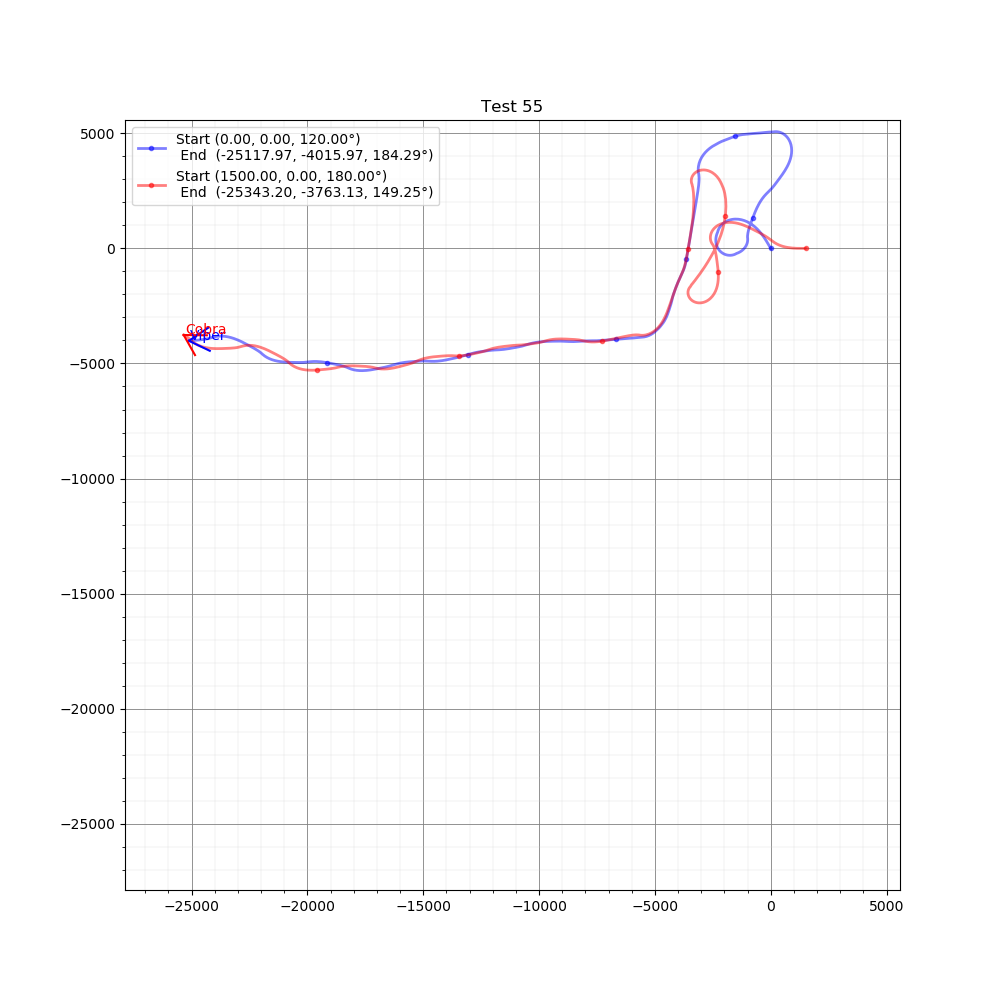 Test 55
Start (0.00, 0.00, 120.00°)
End (-25117.97, -4015.97, 184.29°)
Start (1500.00, 0.00, 180.00°)
End (-25343.20, -3763.13, 149.25°)
5000
0
−5000
−10000
−15000
−20000
−25000
Cobra
Viper
−25000 −20000 −15000 −10000 −5000 0 5000